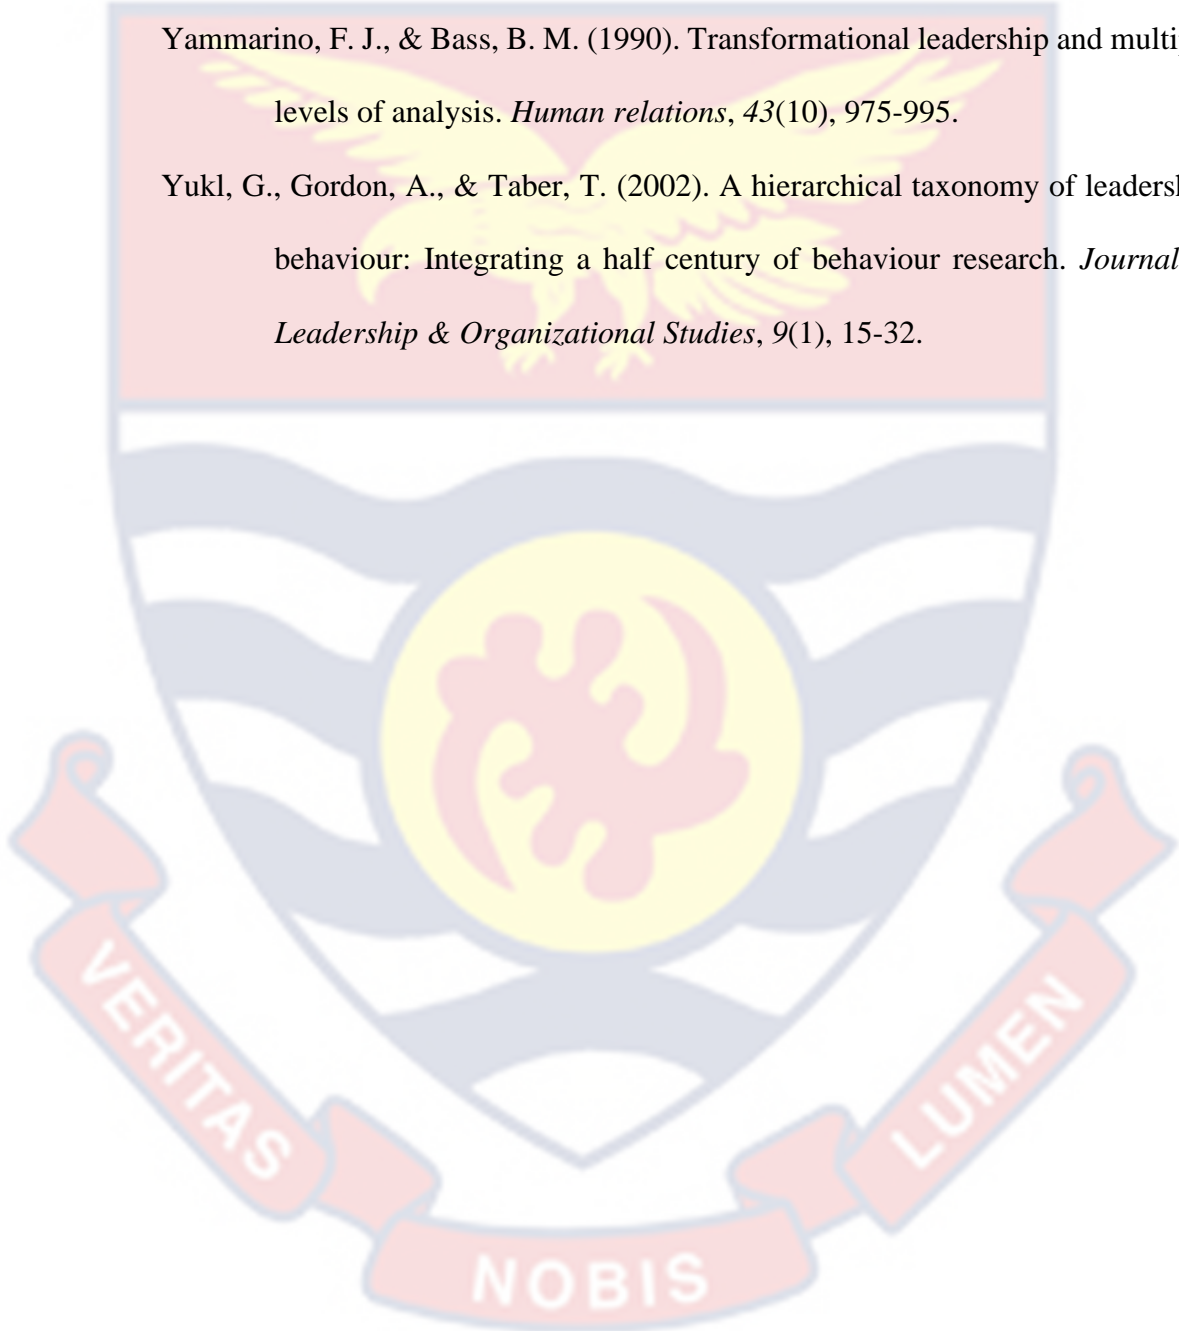 Yammarino, F. J., & Bass, B. M. (1990). Transformational leadership and multi
levels of analysis. Human relations, 43(10), 975-995.
Yukl, G., Gordon, A., & Taber, T. (2002). A hierarchical taxonomy of leaders
behaviour: Integrating a half century of behaviour research. Journal
Leadership & Organizational Studies, 9(1), 15-32.
VERITAS
NOBIS
LUMEN